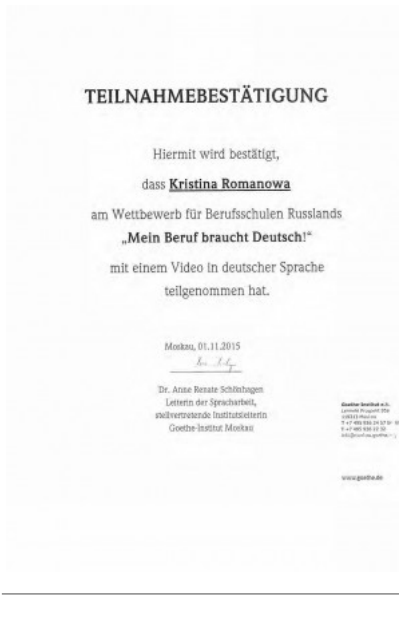 TEILNAHMEBESTÄTIGUNG
Hiermit wird bestätigt,
dass Kristina Romanowa
am Wettbewerb für Berufsschulen Russlands
„Mein Beruf braucht Deutsch!“
mit einem Video in deutscher Sprache
teilgenommen hat.
Moskau, 01.11.2015
Dr. Anne Renate Schönhagen
Leiterin der Spracharbeit,
stellvertretende Institutsleiterin
Goethe-Institut Moskau
Goethe-Institut e.V.
www.goethe.de